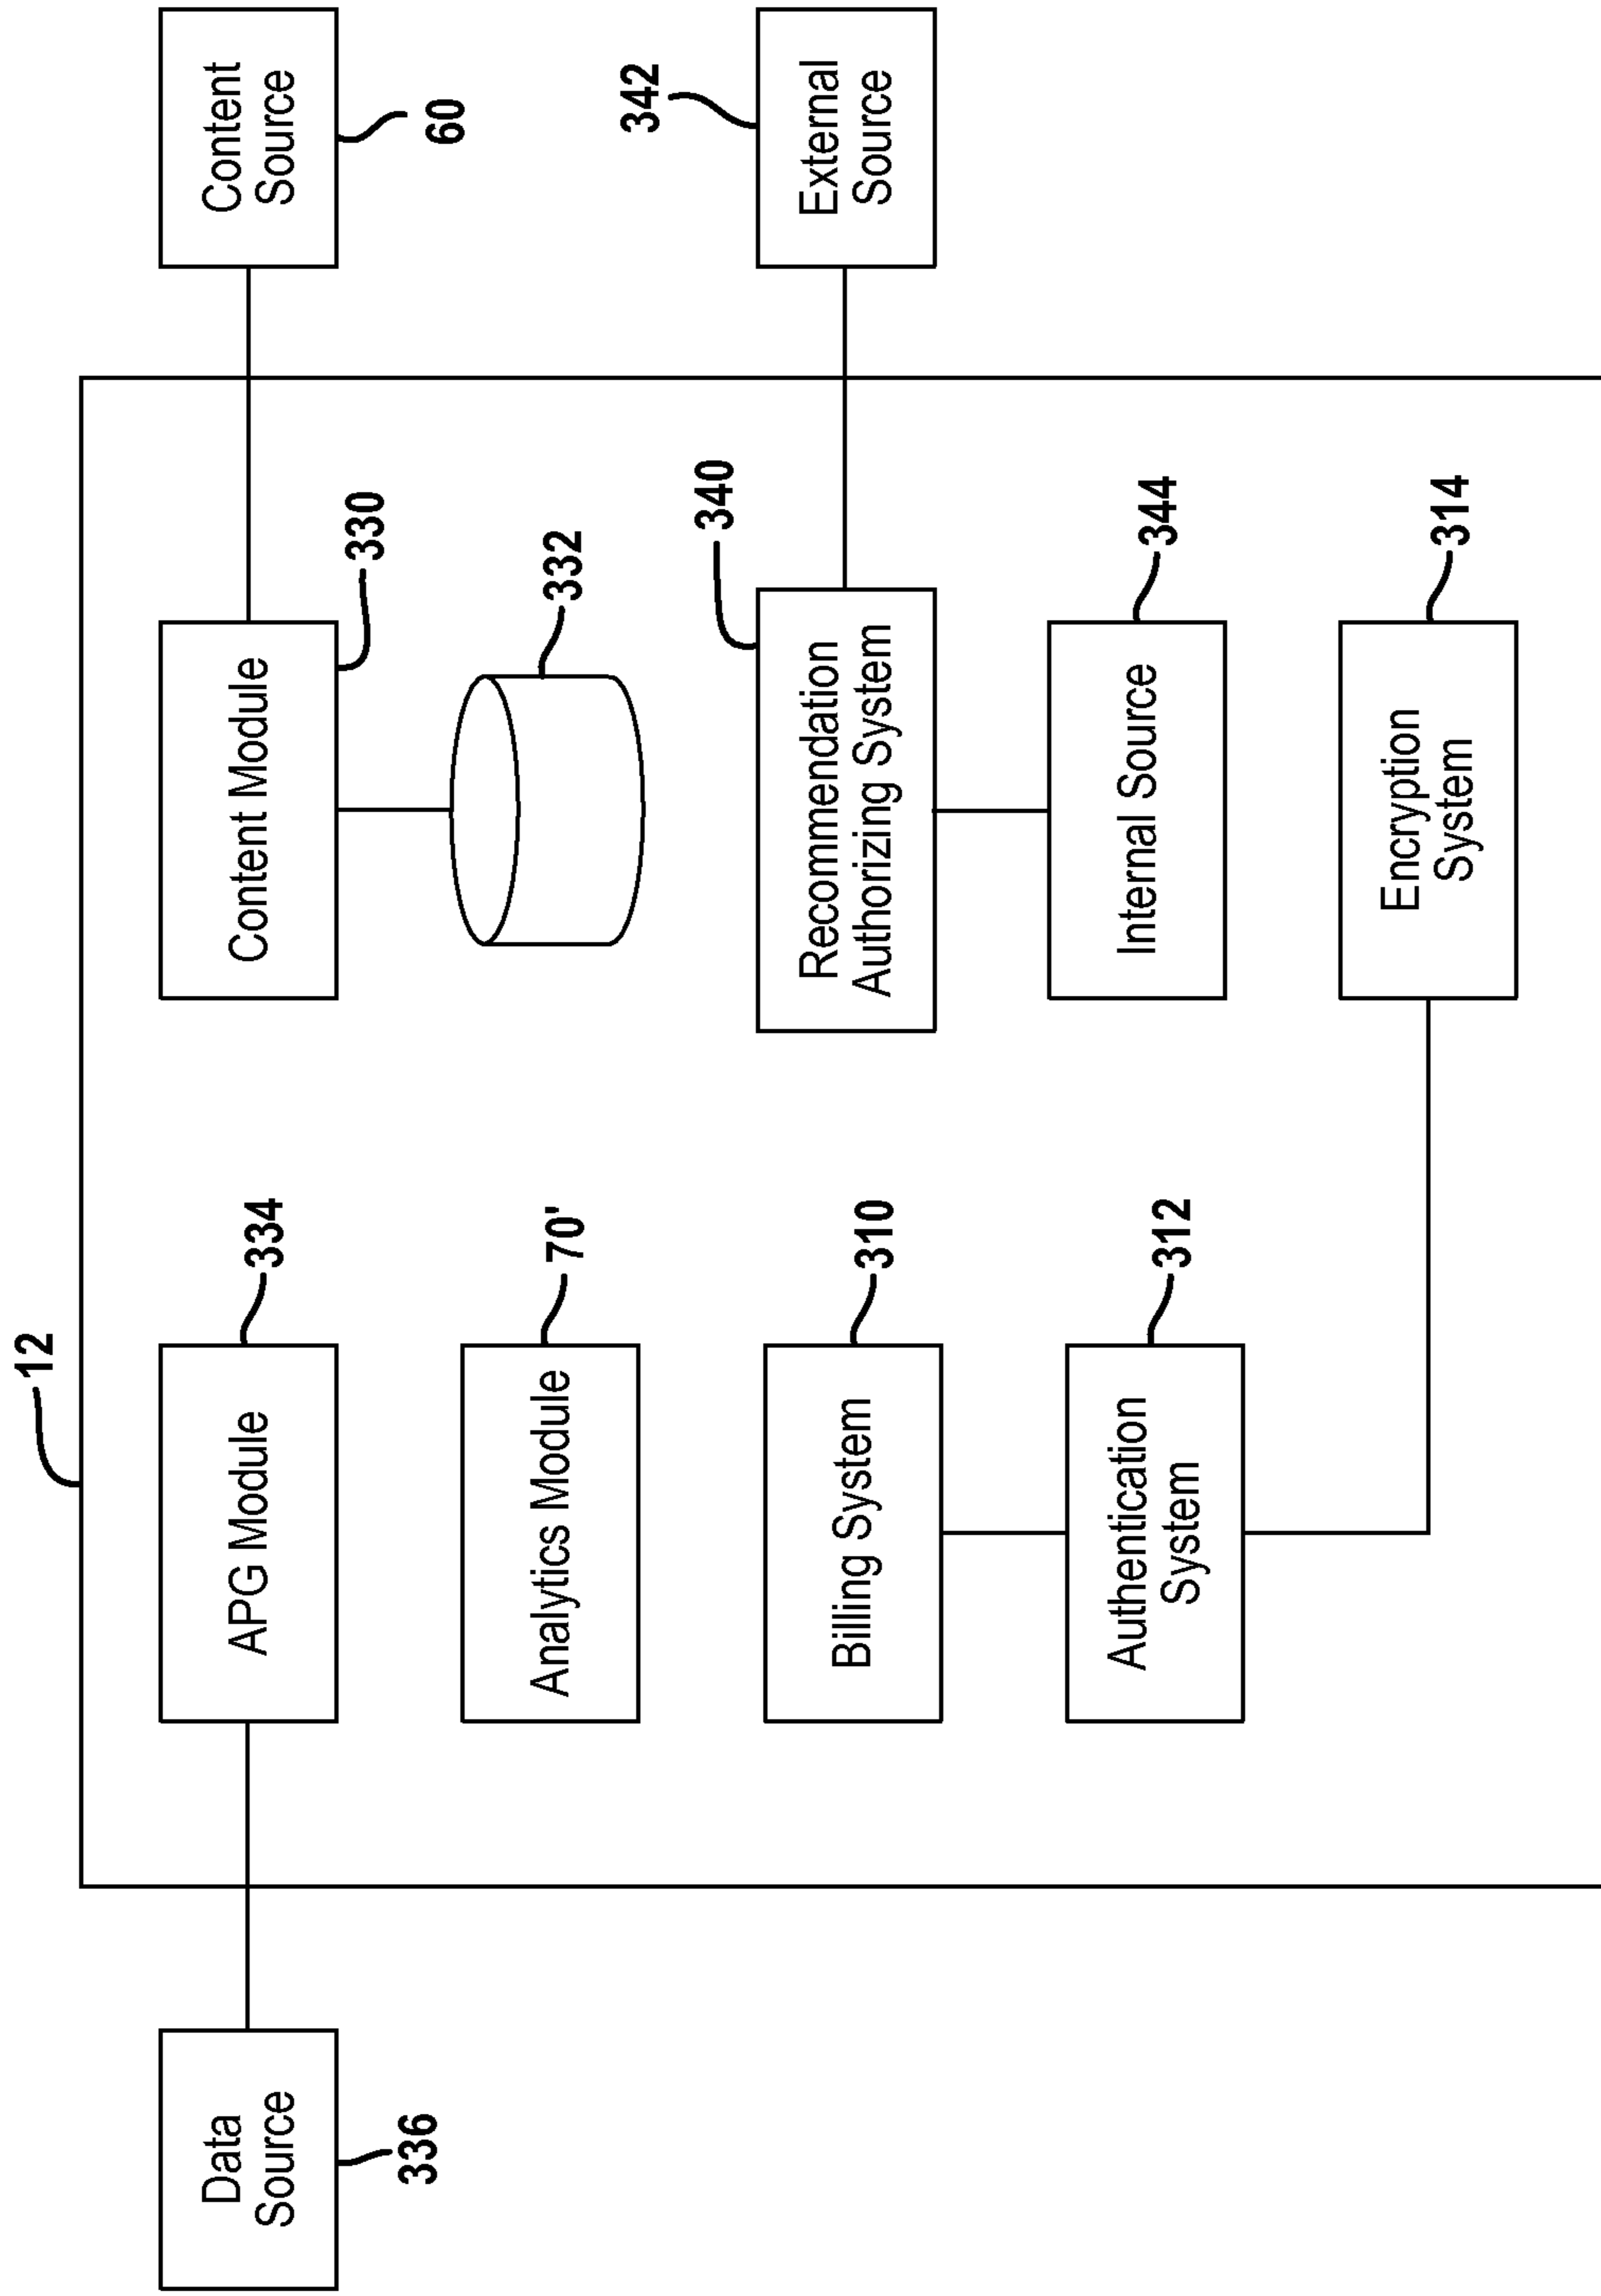 12
Data
Source
336
APG Module
334
Content Module
330
Content
Source
60
Analytics Module
70'
332
Billing System
310
Recommendation
Authorizing System
340
External
Source
342
Authentication
System
312
Internal Source
344
Encryption
System
314